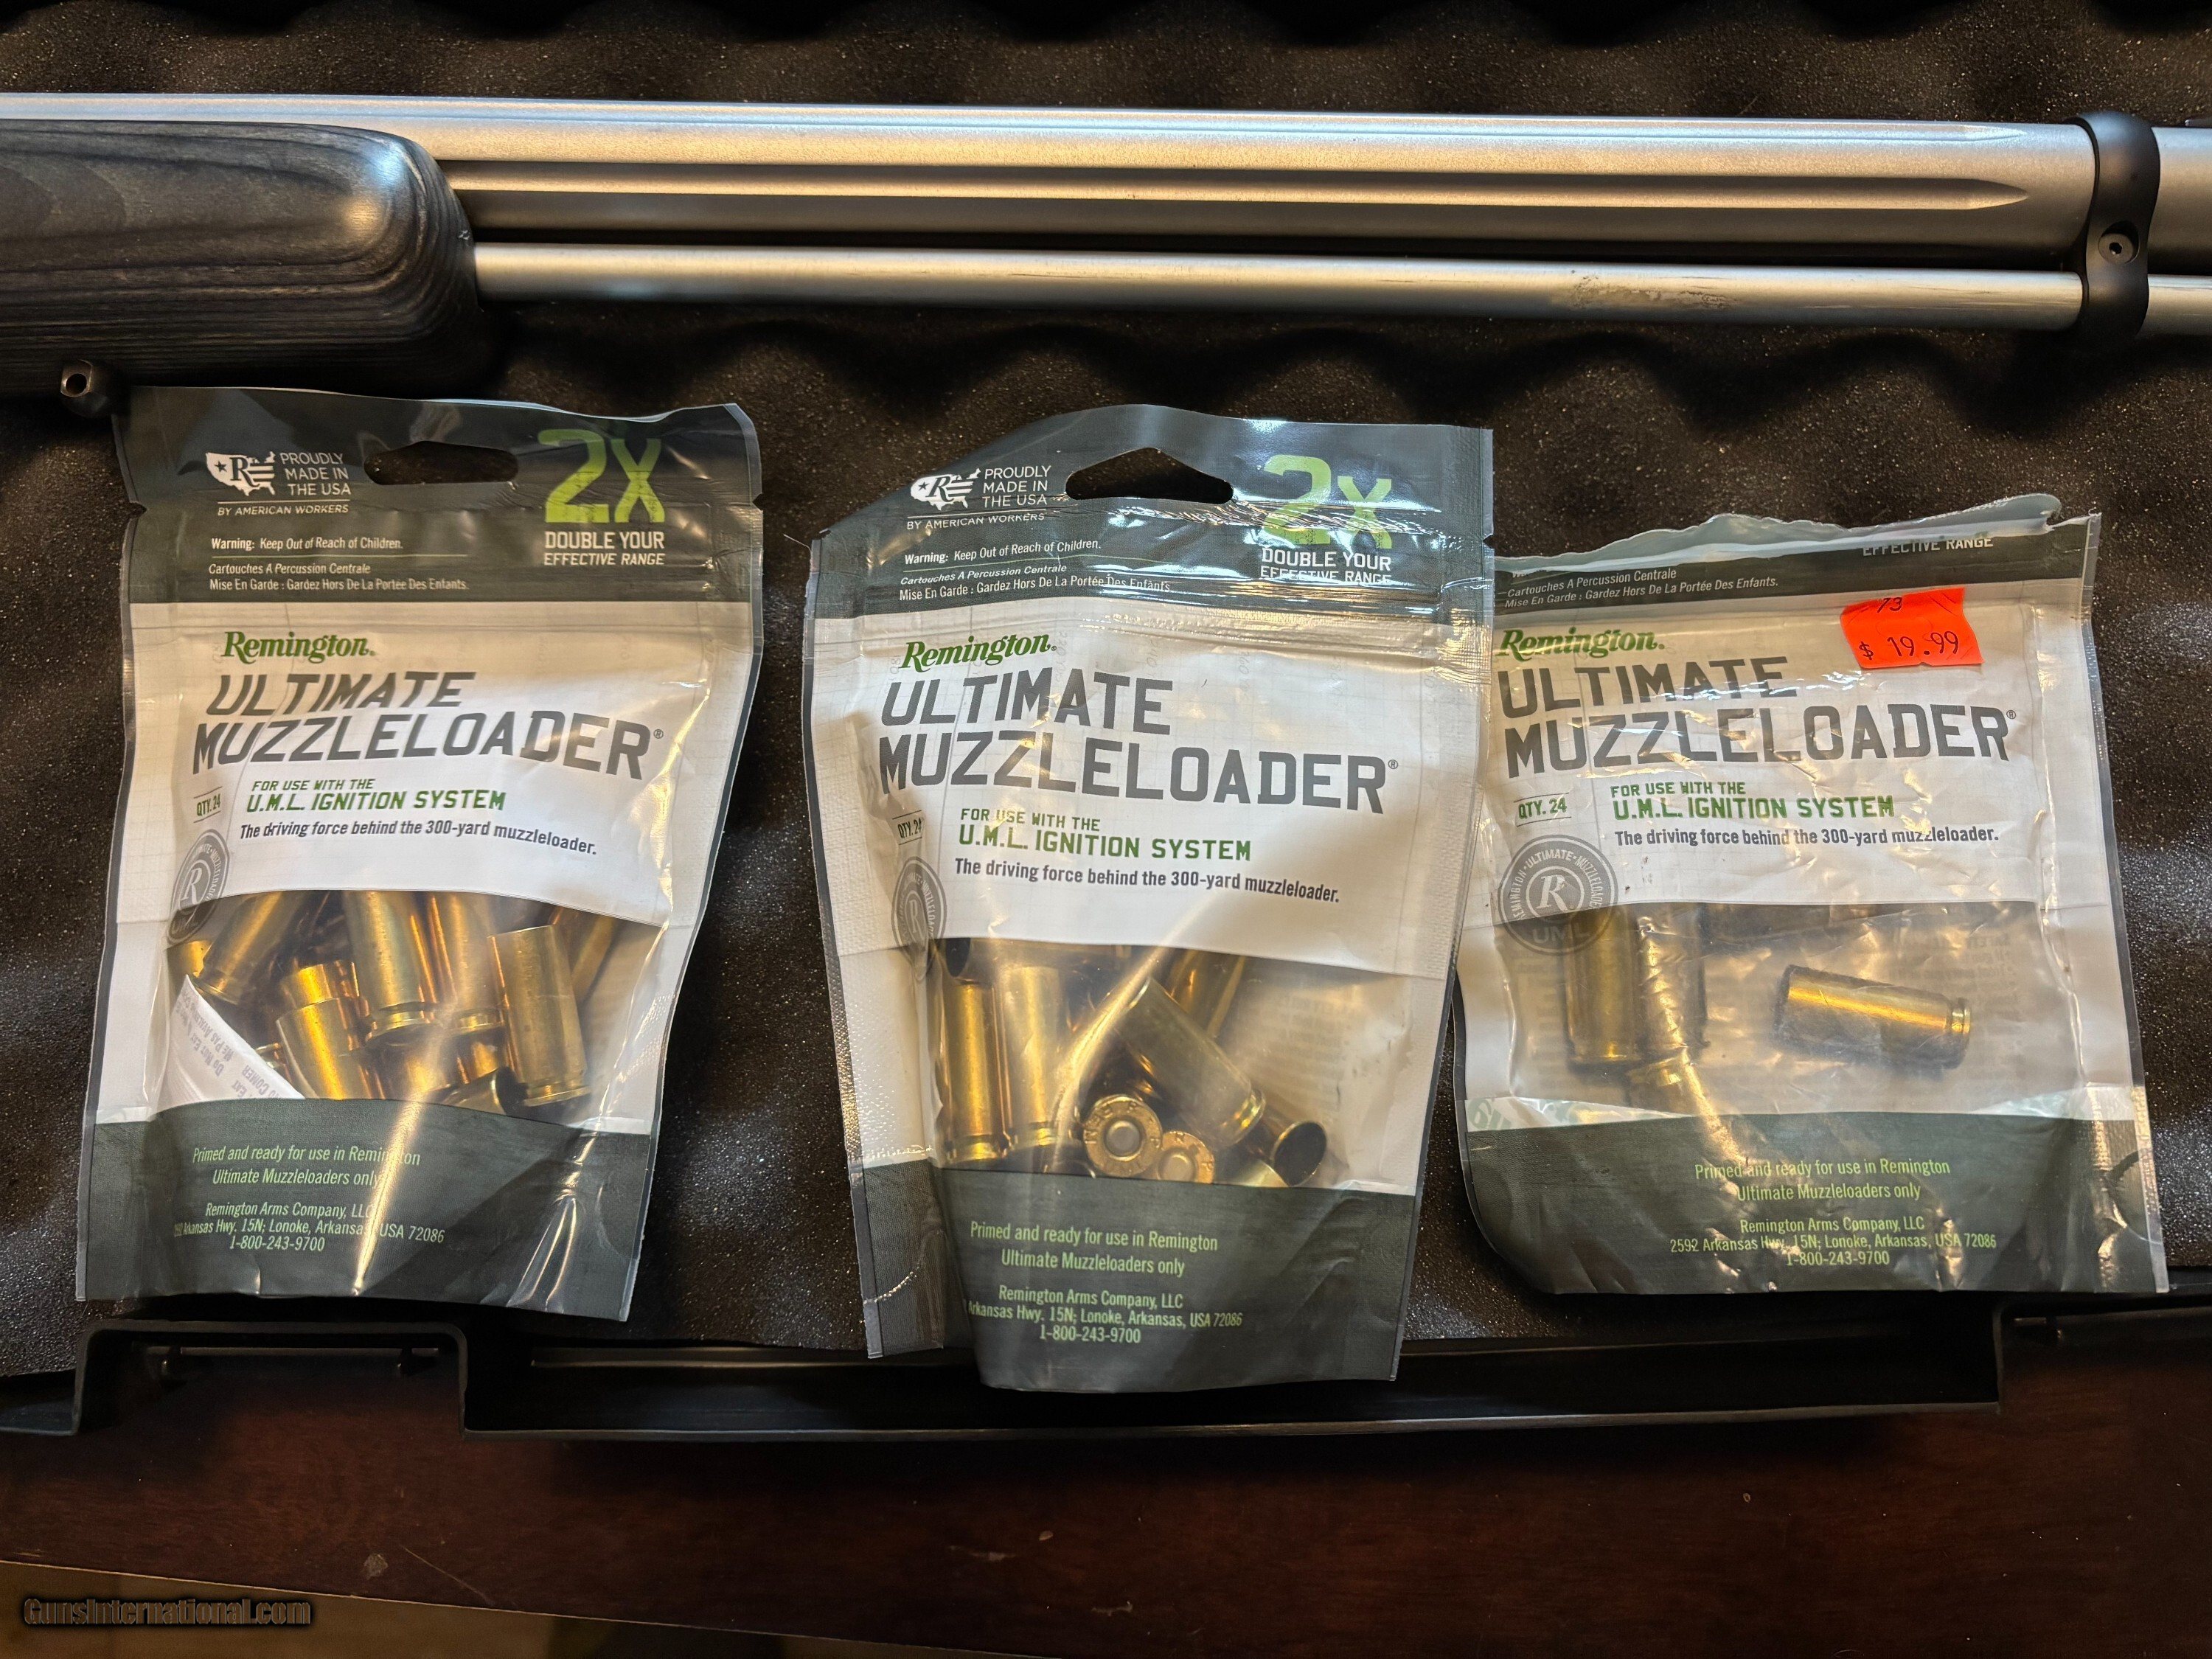 PROUDLY
MADE IN
THE USA
BY AMERICAN WORKERS
2X
DOUBLE YOUR
EFFECTIVE RANGE
Warning: Keep Out of Reach of Children.
Cartouches A Percussion Centrale
Mise En Garde : Gardez Hors De La Portée Des Enfants.
Remington.
ULTIMATE
MUZZLELOADER®
FOR USE WITH THE
QTY. 24
U.M.L. IGNITION SYSTEM
The driving force behind the 300-yard muzzleloader.
R
Primed and ready for use in Remington
Ultimate Muzzleloaders only
Remington Arms Company, LLC
Arkansas Hwy. 15N; Lonoke, Arkansas, USA 72086
1-800-243-9700
PROUDLY
MADE IN
THE USA
BY AMERICAN WORKERS
2X
DOUBLE YOUR
EFFECTIVE RANGE
Warning: Keep Out of Reach of Children.
Cartouches A Percussion Centrale
Mise En Garde : Gardez Hors De La Portée Des Enfants.
Remington.
ULTIMATE
MUZZLELOADER®
FOR USE WITH THE
QTY. 24
U.M.L. IGNITION SYSTEM
The driving force behind the 300-yard muzzleloader.
R
Primed and ready for use in Remington
Ultimate Muzzleloaders only
Remington Arms Company, LLC
Arkansas Hwy. 15N; Lonoke, Arkansas, USA 72086
1-800-243-9700
EFFECTIVE RANGE
Cartouches A Percussion Centrale
Mise En Garde : Gardez Hors De La Portée Des Enfants.
73
$ 19.99
Remington.
ULTIMATE
MUZZLELOADER®
FOR USE WITH THE
QTY. 24
U.M.L. IGNITION SYSTEM
The driving force behind the 300-yard muzzleloader.
REMINGTON·ULTIMATE·MUZZLELOADER
R
UML
Primed and ready for use in Remington
Ultimate Muzzleloaders only
Remington Arms Company, LLC
2592 Arkansas Hwy. 15N; Lonoke, Arkansas, USA 72086
1-800-243-9700
GunsInternational.com